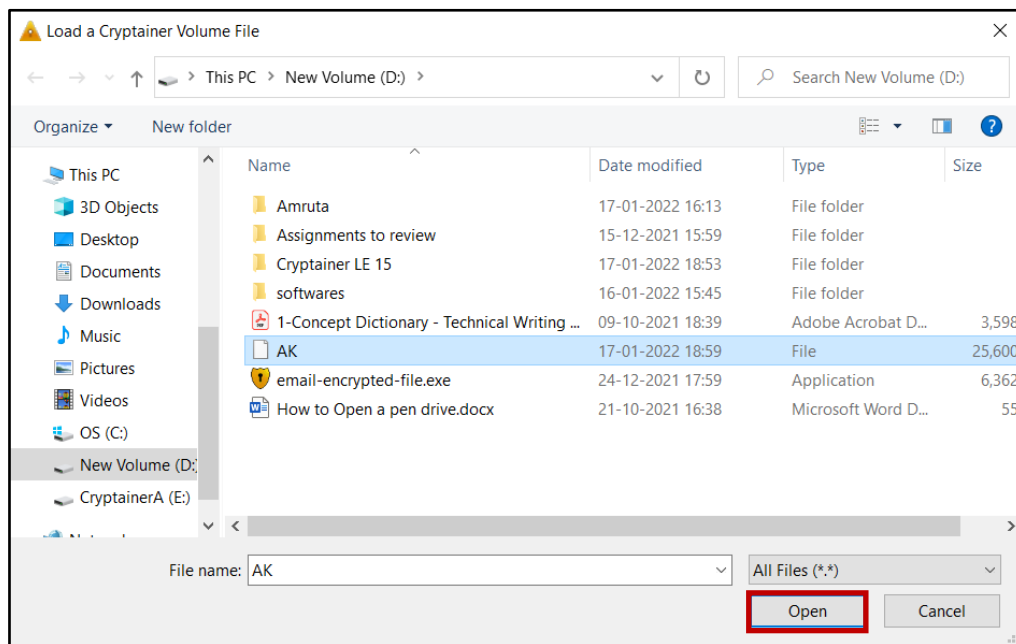 Load a Cryptainer Volume File
This PC > New Volume (D:) > Search New Volume (D:)
Organize New folder
Name Date modified Type Size
This PC
3D Objects
Desktop
Documents
Downloads
Music
Pictures
Videos
OS (C:)
New Volume (D:)
CryptainerA (E:)
Amruta 17-01-2022 16:13 File folder
Assignments to review 15-12-2021 15:59 File folder
Cryptainer LE 15 17-01-2022 18:53 File folder
softwares 16-01-2022 15:45 File folder
1-Concept Dictionary - Technical Writing ... 09-10-2021 18:39 Adobe Acrobat D... 3,598
AK 17-01-2022 18:59 File 25,600
email-encrypted-file.exe 24-12-2021 17:59 Application 6,362
How to Open a pen drive.docx 21-10-2021 16:38 Microsoft Word D... 55
File name: AK All Files (*.*)
Open Cancel